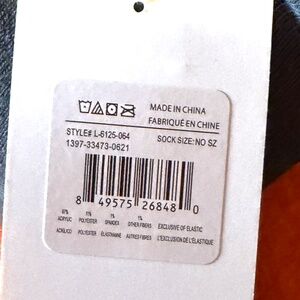 MADE IN CHINA
FABRIQUÉ EN CHINE
STYLE# L-6125-064
SOCK SIZE: NO SZ
1397-33473-0621
8 49575 26848 0
97% 11% 1% 1%
ACRYLIC POLYESTER SPANDEX OTHER FIBERS EXCLUSIVE OF ELASTIC
POLYESTER ÉLASTHANNE AUTRES FIBRES L'EXCLUSION DE L'ÉLASTIQUE